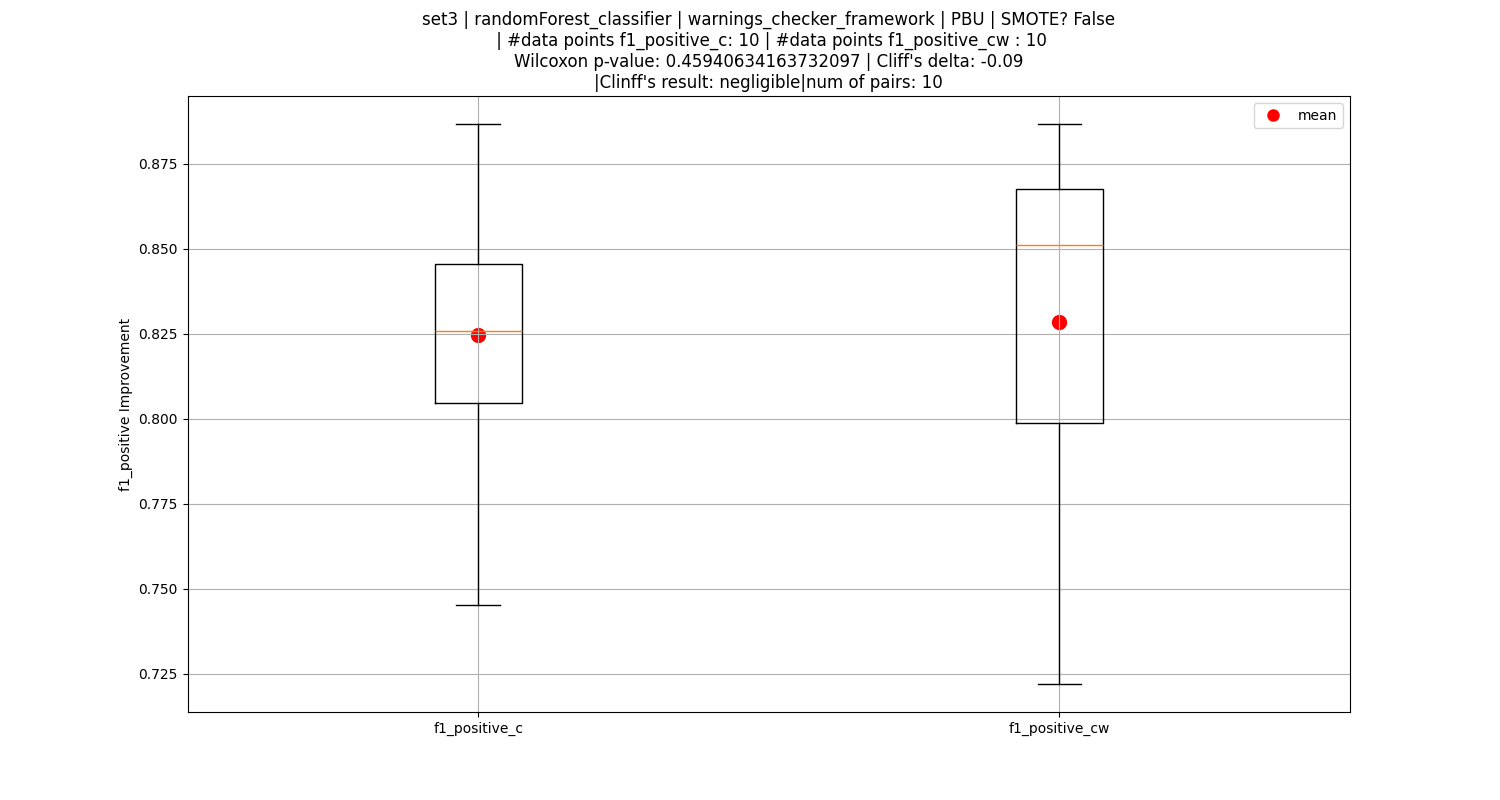 set3 | randomForest_classifier | warnings_checker_framework | PBU | SMOTE? False
| #data points f1_positive_c: 10 | #data points f1_positive_cw : 10
Wilcoxon p-value: 0.45940634163732097 | Cliff's delta: -0.09
|Clinff's result: negligible|num of pairs: 10
mean
0.875
0.850
0.825
0.800
0.775
0.750
0.725
f1_positive Improvement
f1_positive_c
f1_positive_cw